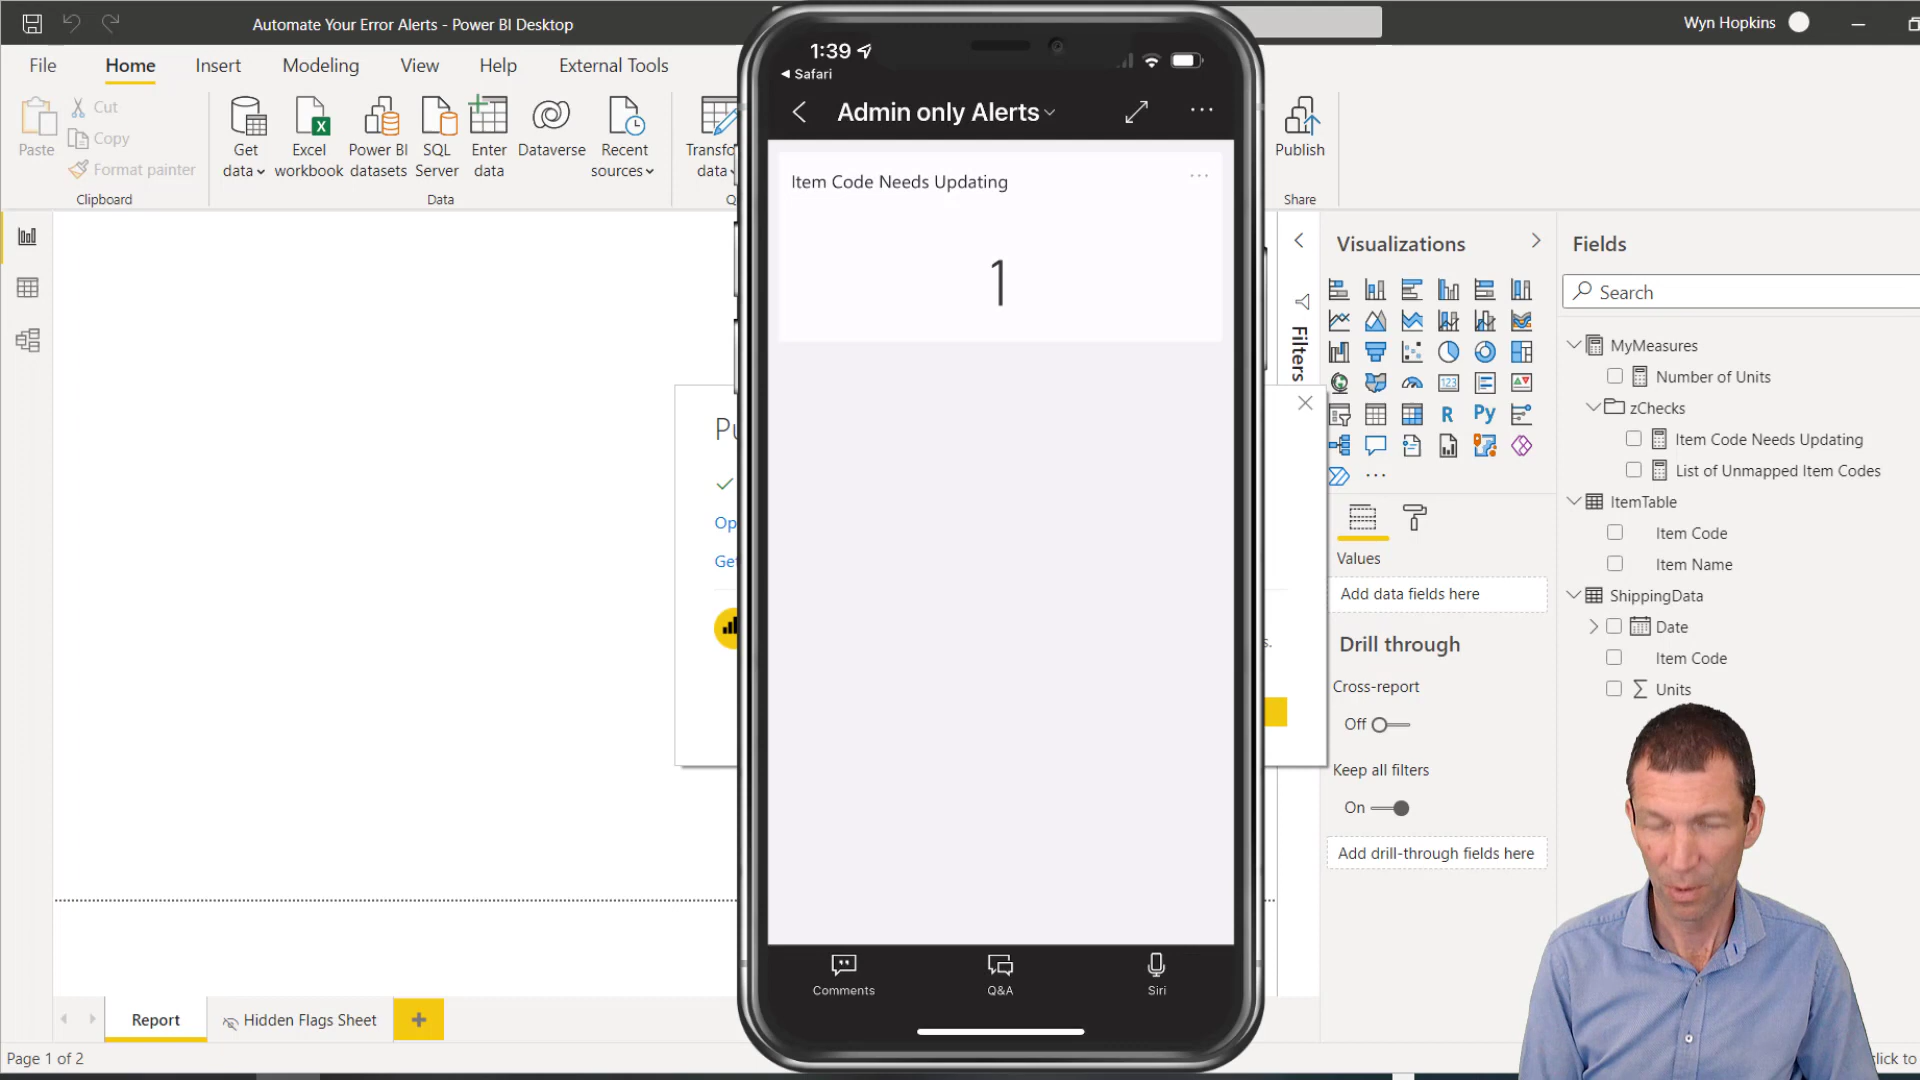 Automate Your Error Alerts - Power BI Desktop
Wyn Hopkins
File Home Insert Modeling View Help External Tools
Paste
Cut
Copy
Format painter
Clipboard
Get data
Excel workbook
Power BI datasets
SQL Server
Enter data
Dataverse
Recent sources
Data
Publish
Share
1:39
Safari
Admin only Alerts
Item Code Needs Updating
1
Comments
Q&A
Siri
Filters
Visualizations
123
R
Py
Values
Add data fields here
Drill through
Cross-report
Off
Keep all filters
On
Add drill-through fields here
Fields
Search
MyMeasures
Number of Units
zChecks
Item Code Needs Updating
List of Unmapped Item Codes
ItemTable
Item Code
Item Name
ShippingData
Date
Item Code
Units
Report
Hidden Flags Sheet
Page 1 of 2